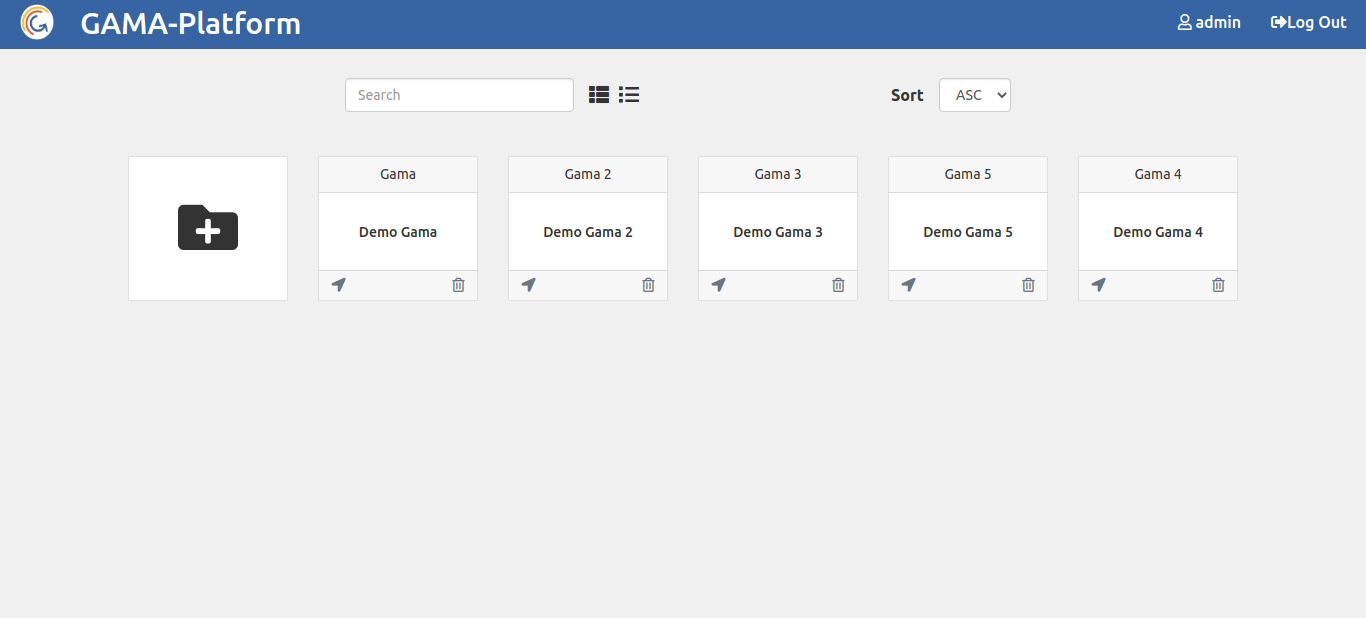 GAMA-Platform
admin
Log Out
Search
Sort
ASC
Gama
Demo Gama
Gama 2
Demo Gama 2
Gama 3
Demo Gama 3
Gama 5
Demo Gama 5
Gama 4
Demo Gama 4